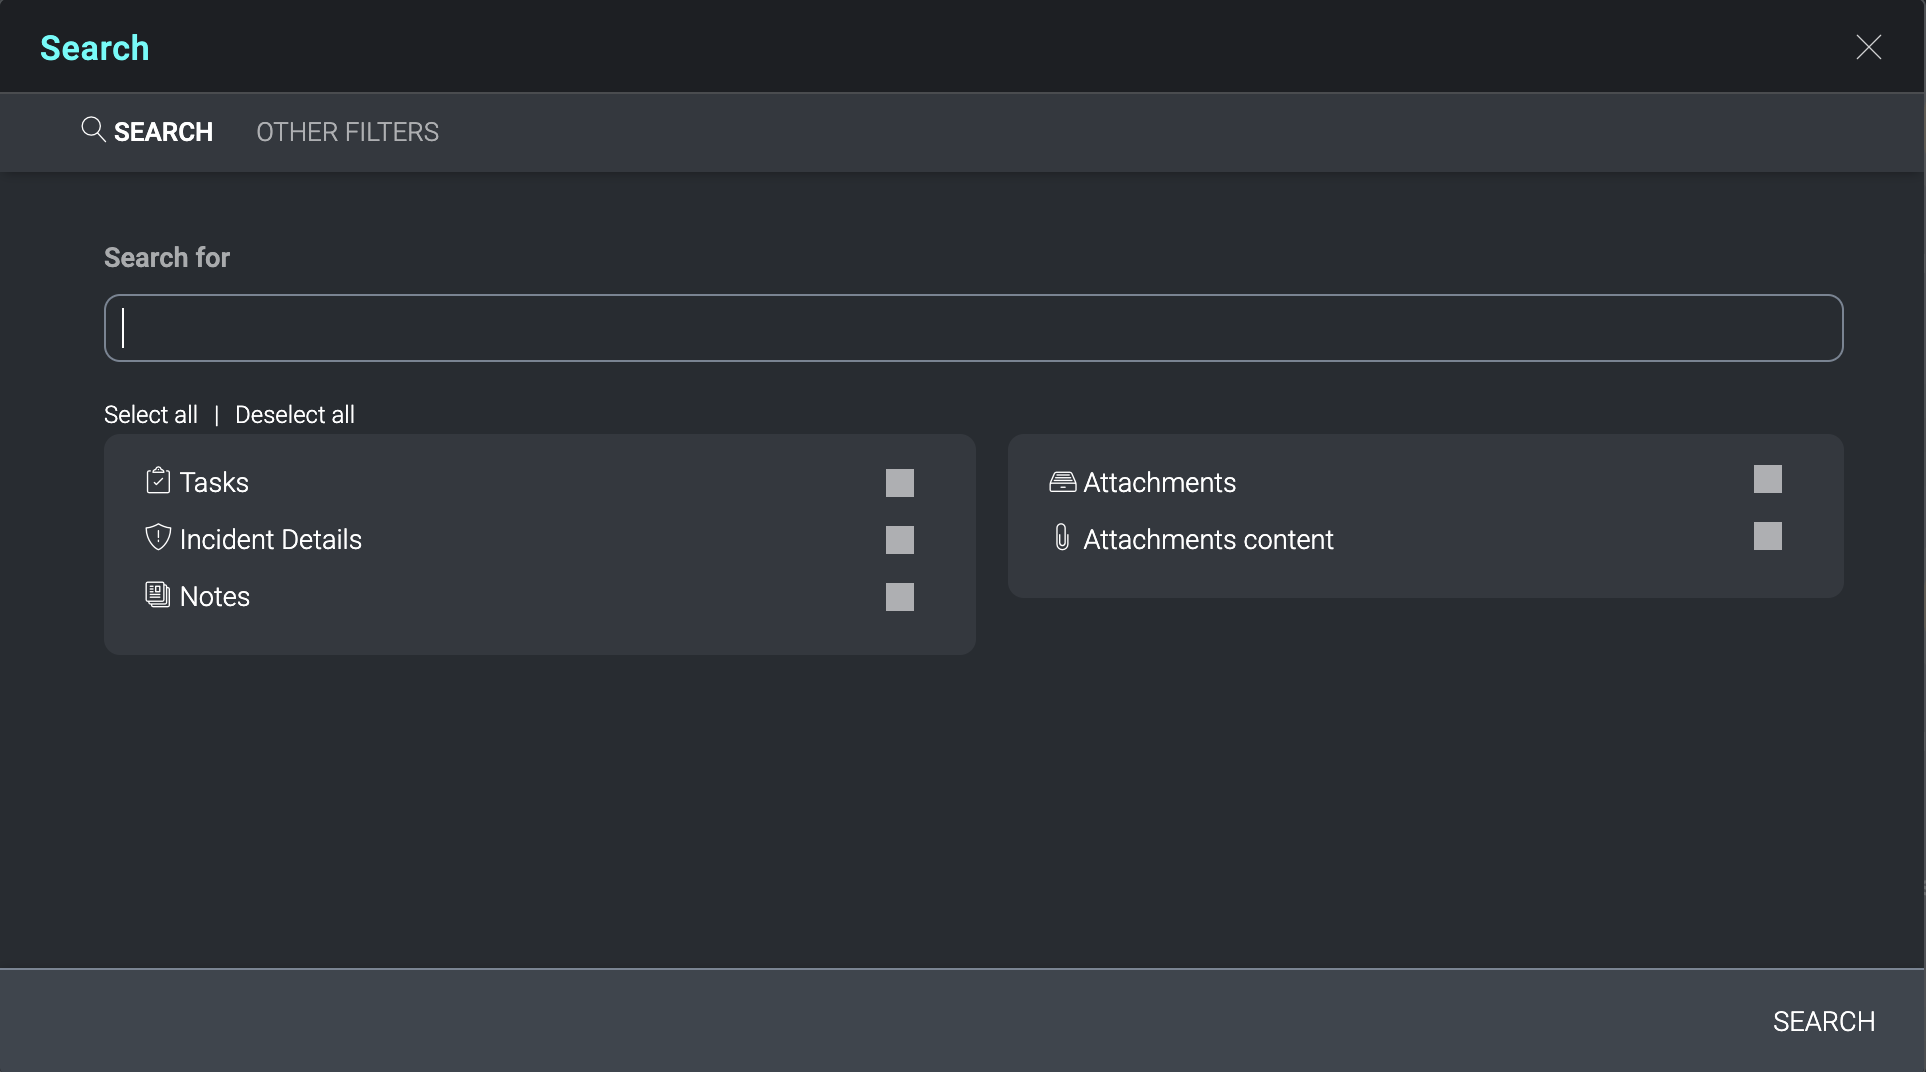 Search
SEARCH OTHER FILTERS
Search for
Select all | Deselect all
Tasks
Incident Details
Notes
Attachments
Attachments content
SEARCH